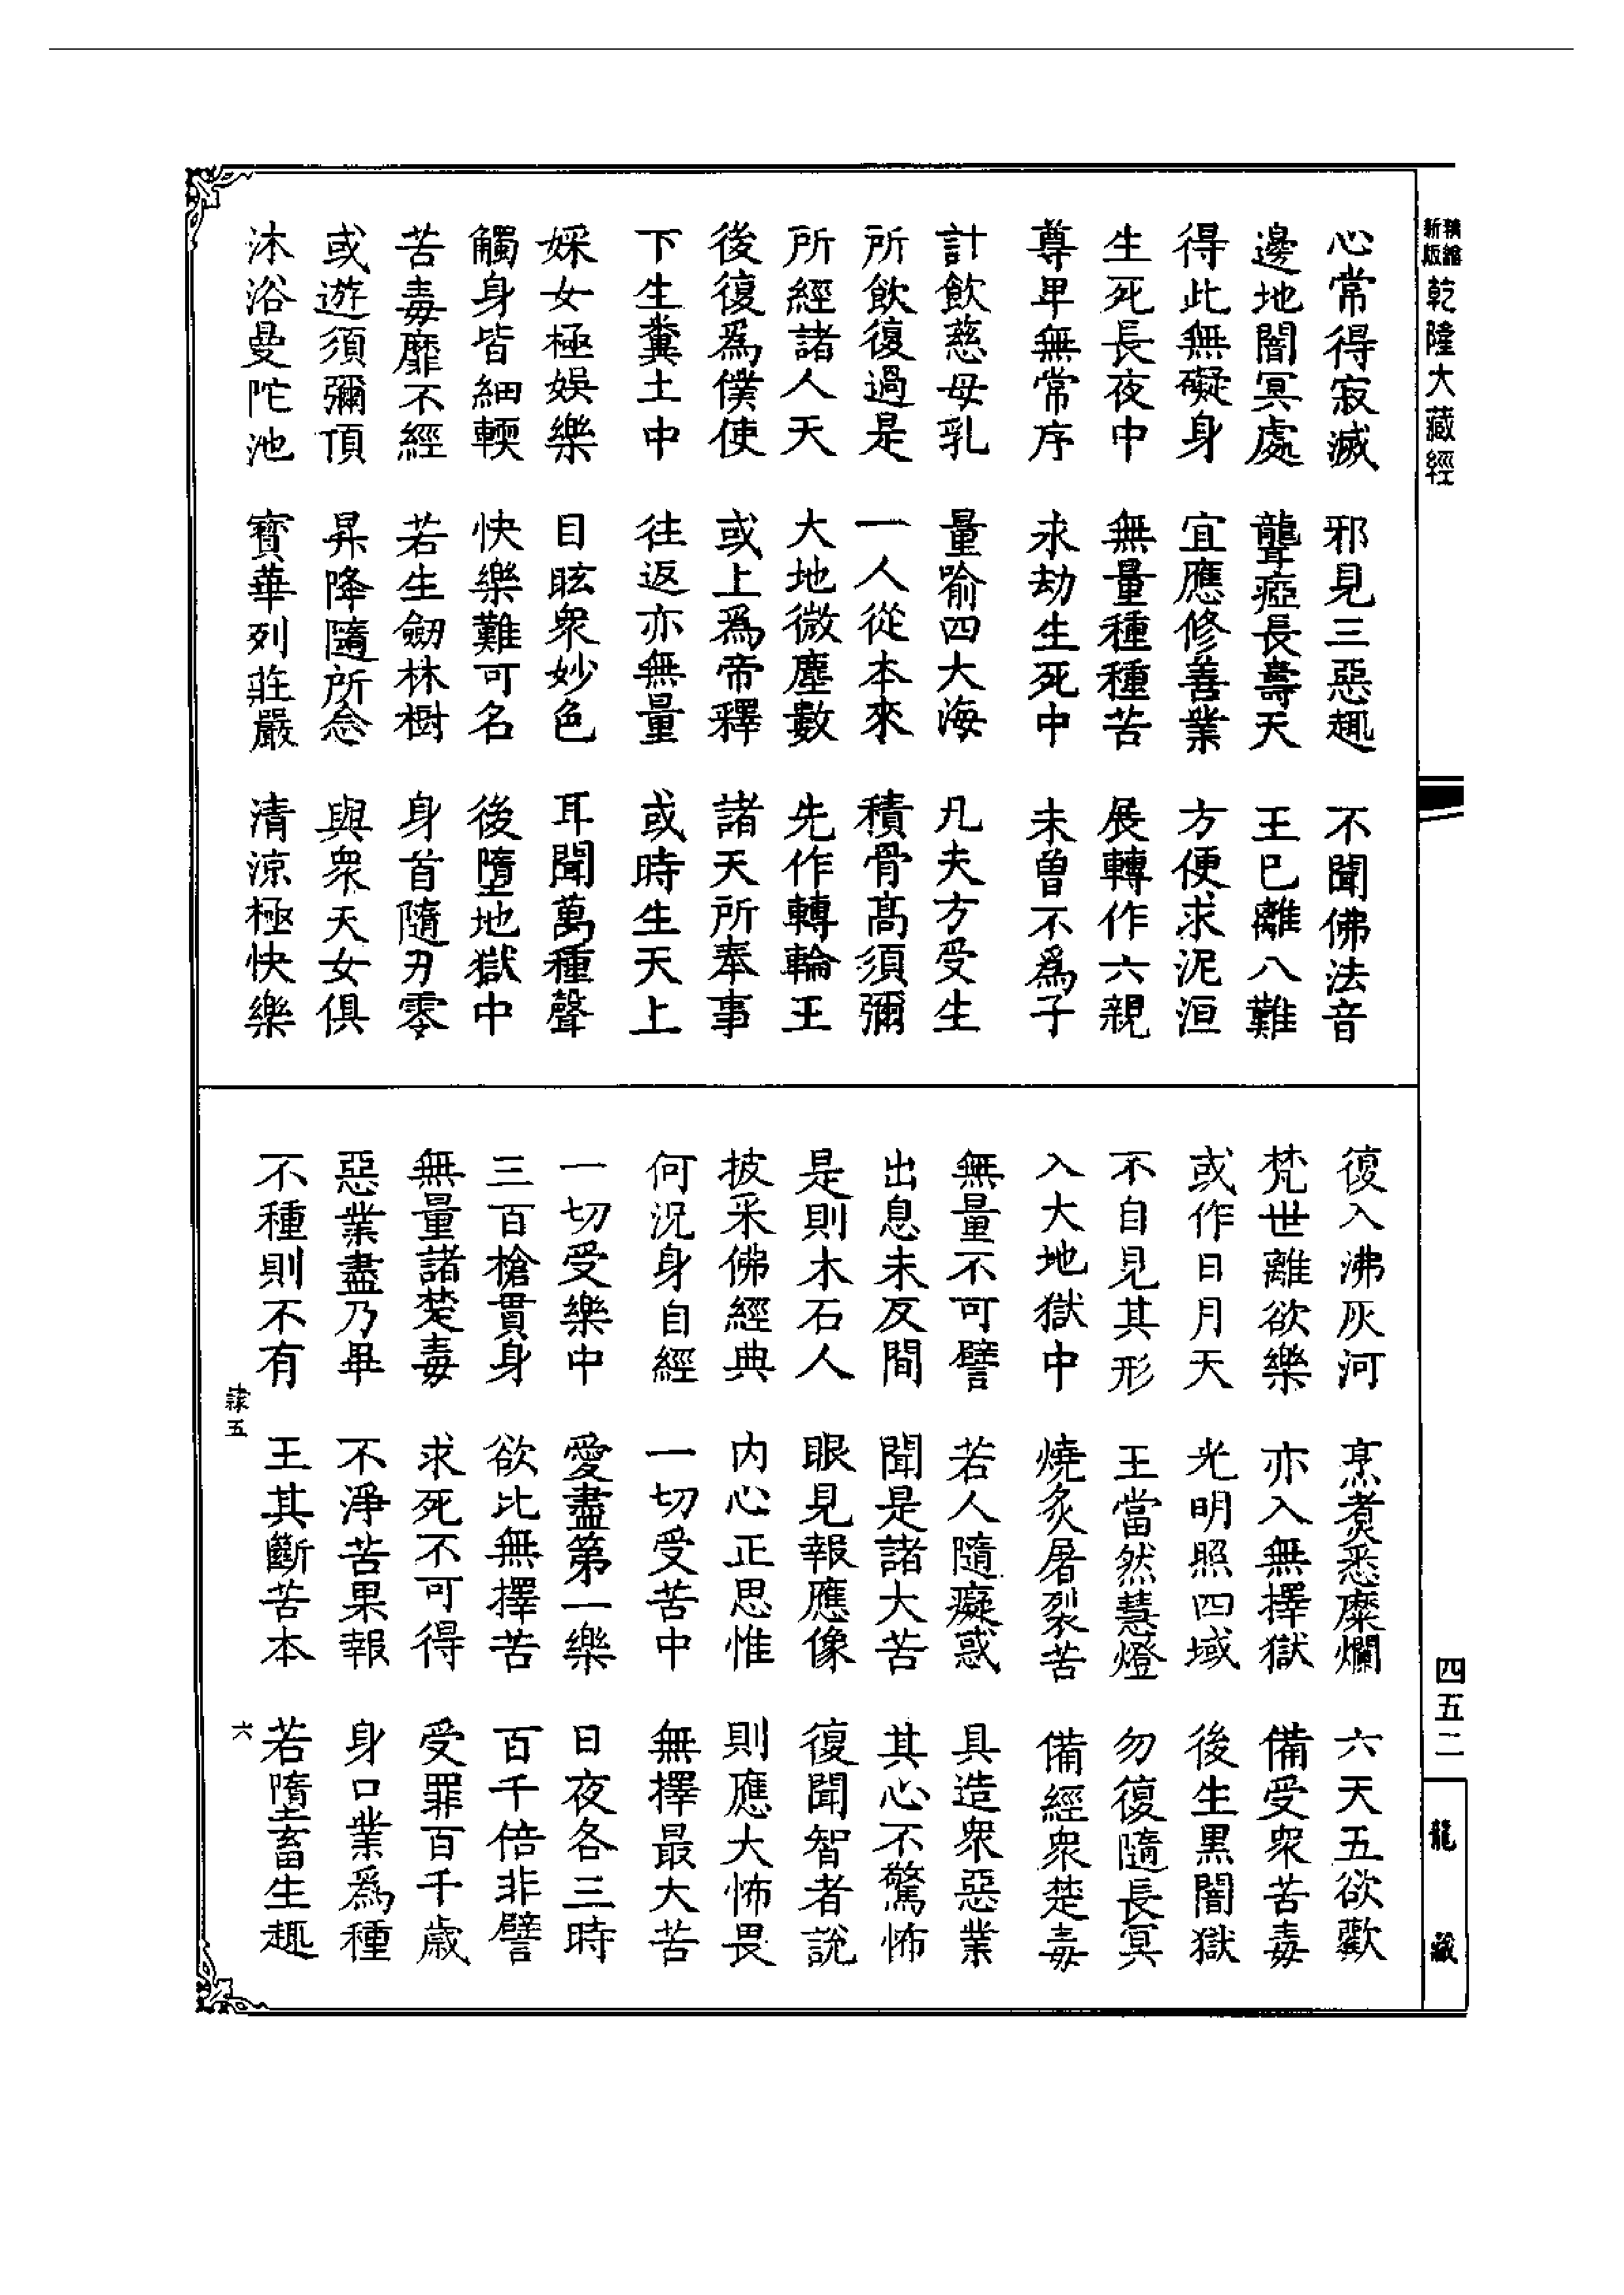 精縮新版 乾隆大藏經
心常得寂滅 邪見三惡趣 不聞佛法音
邊地闇冥處 聾瘂長壽天 王已離八難
得此無礙身 宜應修善業 方便求泥洹
生死長夜中 無量種種苦 展轉作六親
尊卑無常序 求劫生死中 未曾不爲子
計飲慈母乳 量喻四大海 凡夫方受生
所飲復過是 一人從本來 積骨髙須彌
所經諸人天 大地微塵數 先作轉輪王
後復爲僕使 或上爲帝釋 諸天所奉事
下生糞土中 往返亦無量 或時生天上
婇女極娛樂 目眩衆妙色 耳聞萬種聲
觸身皆細輭 快樂難可名 後墮地獄中
苦毒靡不經 若生劒林樹 身首隨刃零
或遊須彌頂 昇降隨所念 與衆天女俱
沐浴曼陀池 寶華列莊嚴 清涼極快樂
復入沸灰河 烹煑悉糜爛 六天五欲歡
梵世離欲樂 亦入無擇獄 備受衆苦毒
或作日月天 光明照四域 後生黒闇獄
不自見其形 王當然慧燈 勿復隨長冥
入大地獄中 燒炙屠裂苦 備經衆楚毒
無量不可譬 若人隨癡惑 具造衆惡業
出息未反間 聞是諸大苦 其心不驚怖
是則木石人 眼見報應像 復聞智者説
披采佛經典 内心正思惟 則應大怖畏
何況身自經 一切受苦中 無擇最大苦
一切受樂中 愛盡第一樂 日夜各三時
三百槍貫身 欲比無擇苦 百千倍非譬
無量諸楚毒 求死不可得 受罪百千歲
惡業盡乃畢 不淨苦果報 身口業爲種
不種則不有 王其斷苦本 若墮畜生趣
隸五 六
四五二
龍藏